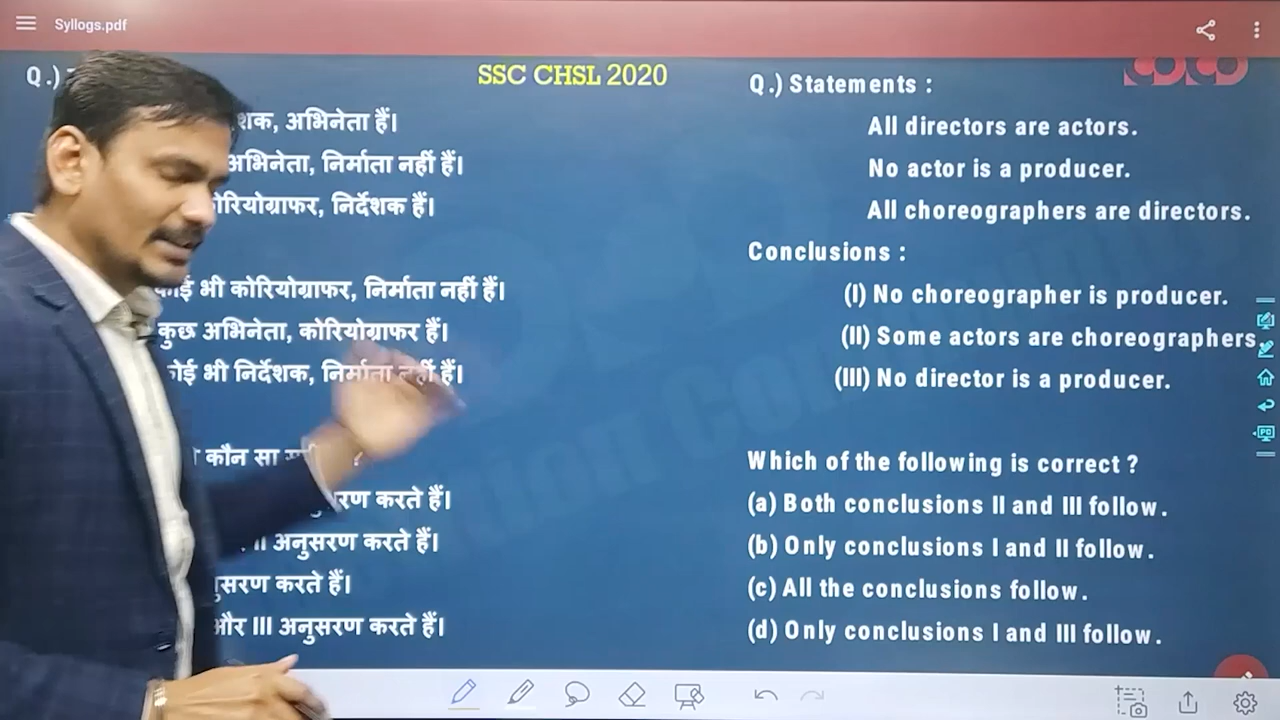 Syllogs.pdf
Q.)
SSC CHSL 2020
अभिनेता हैं।
अभिनेता, निर्माता नहीं हैं।
निर्देशक हैं।
भी कोरियोग्राफर, निर्माता नहीं हैं।
कुछ अभिनेता, कोरियोग्राफर हैं।
भी निर्देशक, निर्माता नहीं हैं।
कौन सा
करते हैं।
II अनुसरण करते हैं।
करते हैं।
और III अनुसरण करते हैं।
Q.) Statements :
All directors are actors.
No actor is a producer.
All choreographers are directors.
Conclusions :
(I) No choreographer is producer.
(II) Some actors are choreographers.
(III) No director is a producer.
Which of the following is correct ?
(a) Both conclusions II and III follow.
(b) Only conclusions I and II follow.
(c) All the conclusions follow.
(d) Only conclusions I and III follow.